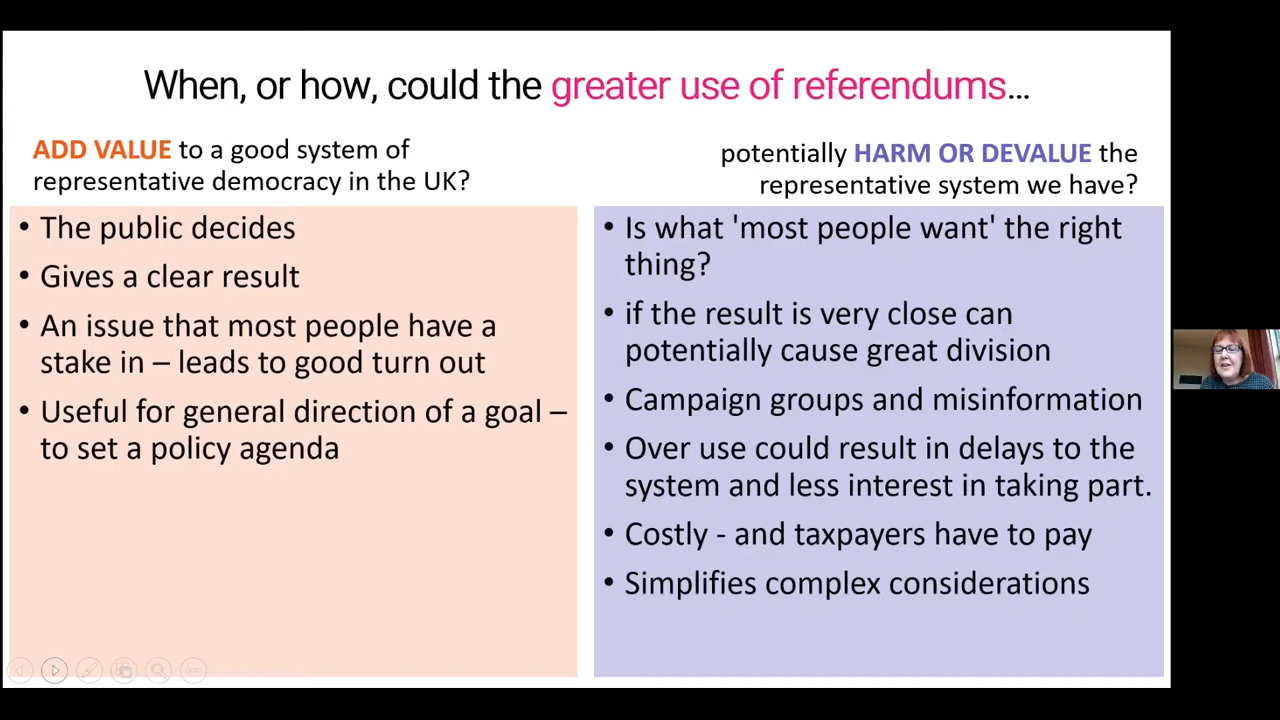 When, or how, could the greater use of referendums...
ADD VALUE to a good system of
representative democracy in the UK?
• The public decides
• Gives a clear result
• An issue that most people have a
stake in – leads to good turn out
• Useful for general direction of a goal –
to set a policy agenda
potentially HARM OR DEVALUE the
representative system we have?
• Is what 'most people want' the right
thing?
• if the result is very close can
potentially cause great division
• Campaign groups and misinformation
• Over use could result in delays to the
system and less interest in taking part.
• Costly - and taxpayers have to pay
• Simplifies complex considerations